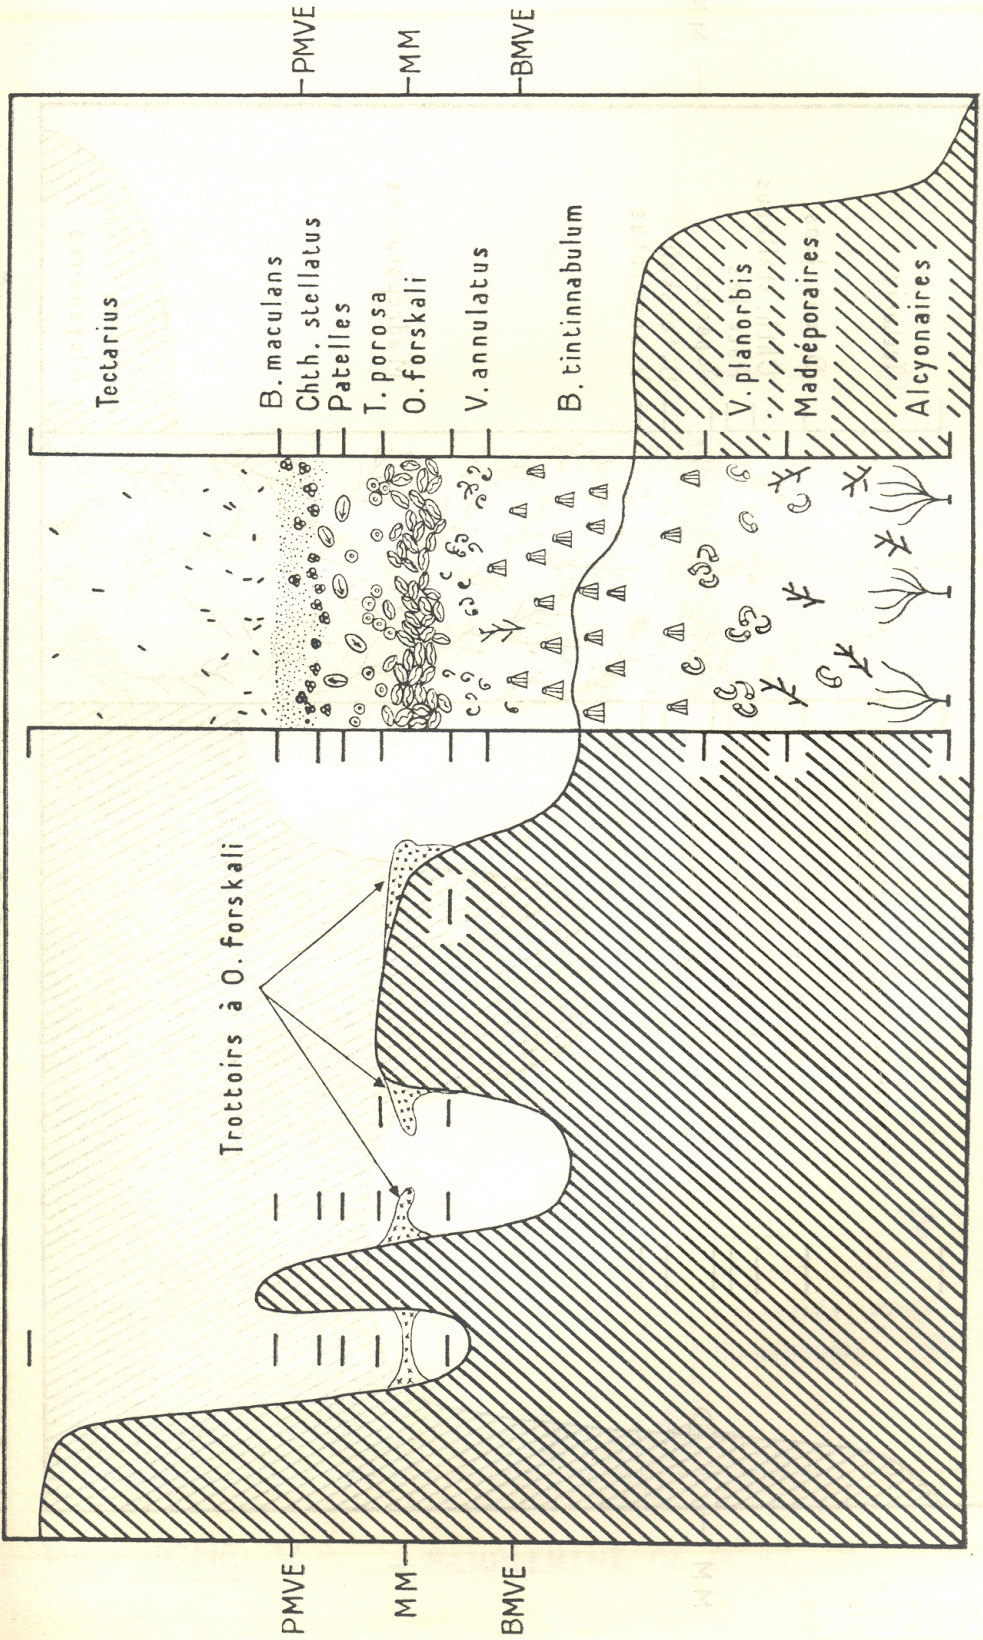 PMVE
MM
BMVE
Tectarius
B. maculans
Chth. stellatus
Patelles
T. porrosa
O. forskali
V. annulatus
B. tintinnabulum
V. planorbis
Madréporaires
Alcyonaires
Trottoirs à O. forskali
PMVE
MM
BMVE